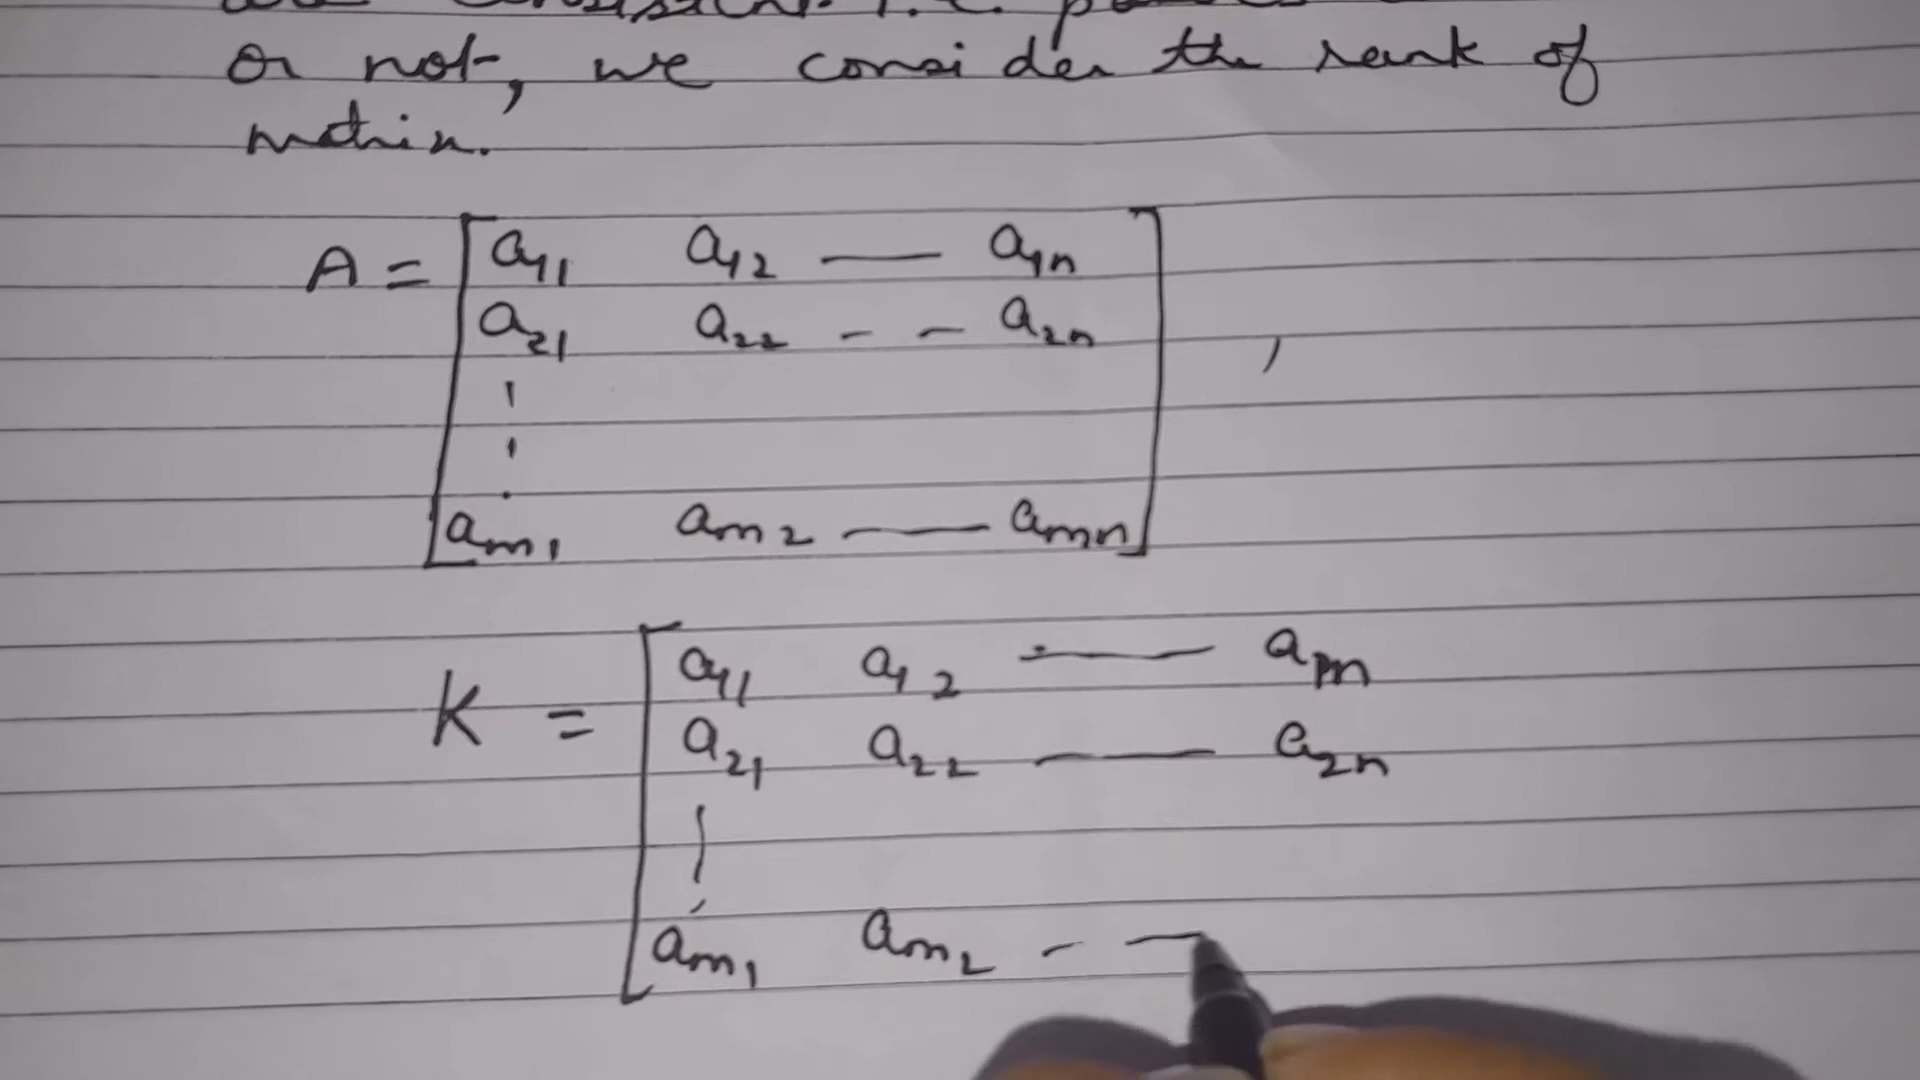 or not, we consider the rank of
matrix.
A = [ a11 a12 — a1n
a21 a22 - - a2n
am1 am2 — amn ] ,
K = [ a11 a12 — a1n
a21 a22 — a2n
am1 am2 - —